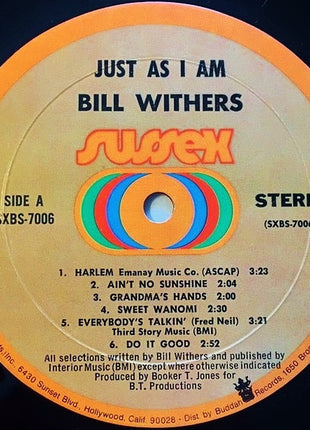 JUST AS I AM
BILL WITHERS
sussex
SIDE A
SXBS-7006
STERE
(SXBS-7006
1. HARLEM Emanay Music Co. (ASCAP) 3:23
2. AIN'T NO SUNSHINE 2:04
3. GRANDMA'S HANDS 2:00
4. SWEET WANOMI 2:30
5. EVERYBODY'S TALKIN' (Fred Neil) 3:21
Third Story Music (BMI)
6. DO IT GOOD 2:52
All selections written by Bill Withers and published by
Interior Music (BMI) except where otherwise indicated
Produced by Booker T. Jones for
B.T. Productions
Inc. • 6430 Sunset Blvd., Hollywood, Calif. 90028 - Dist by Buddah Records, 1650 Bro